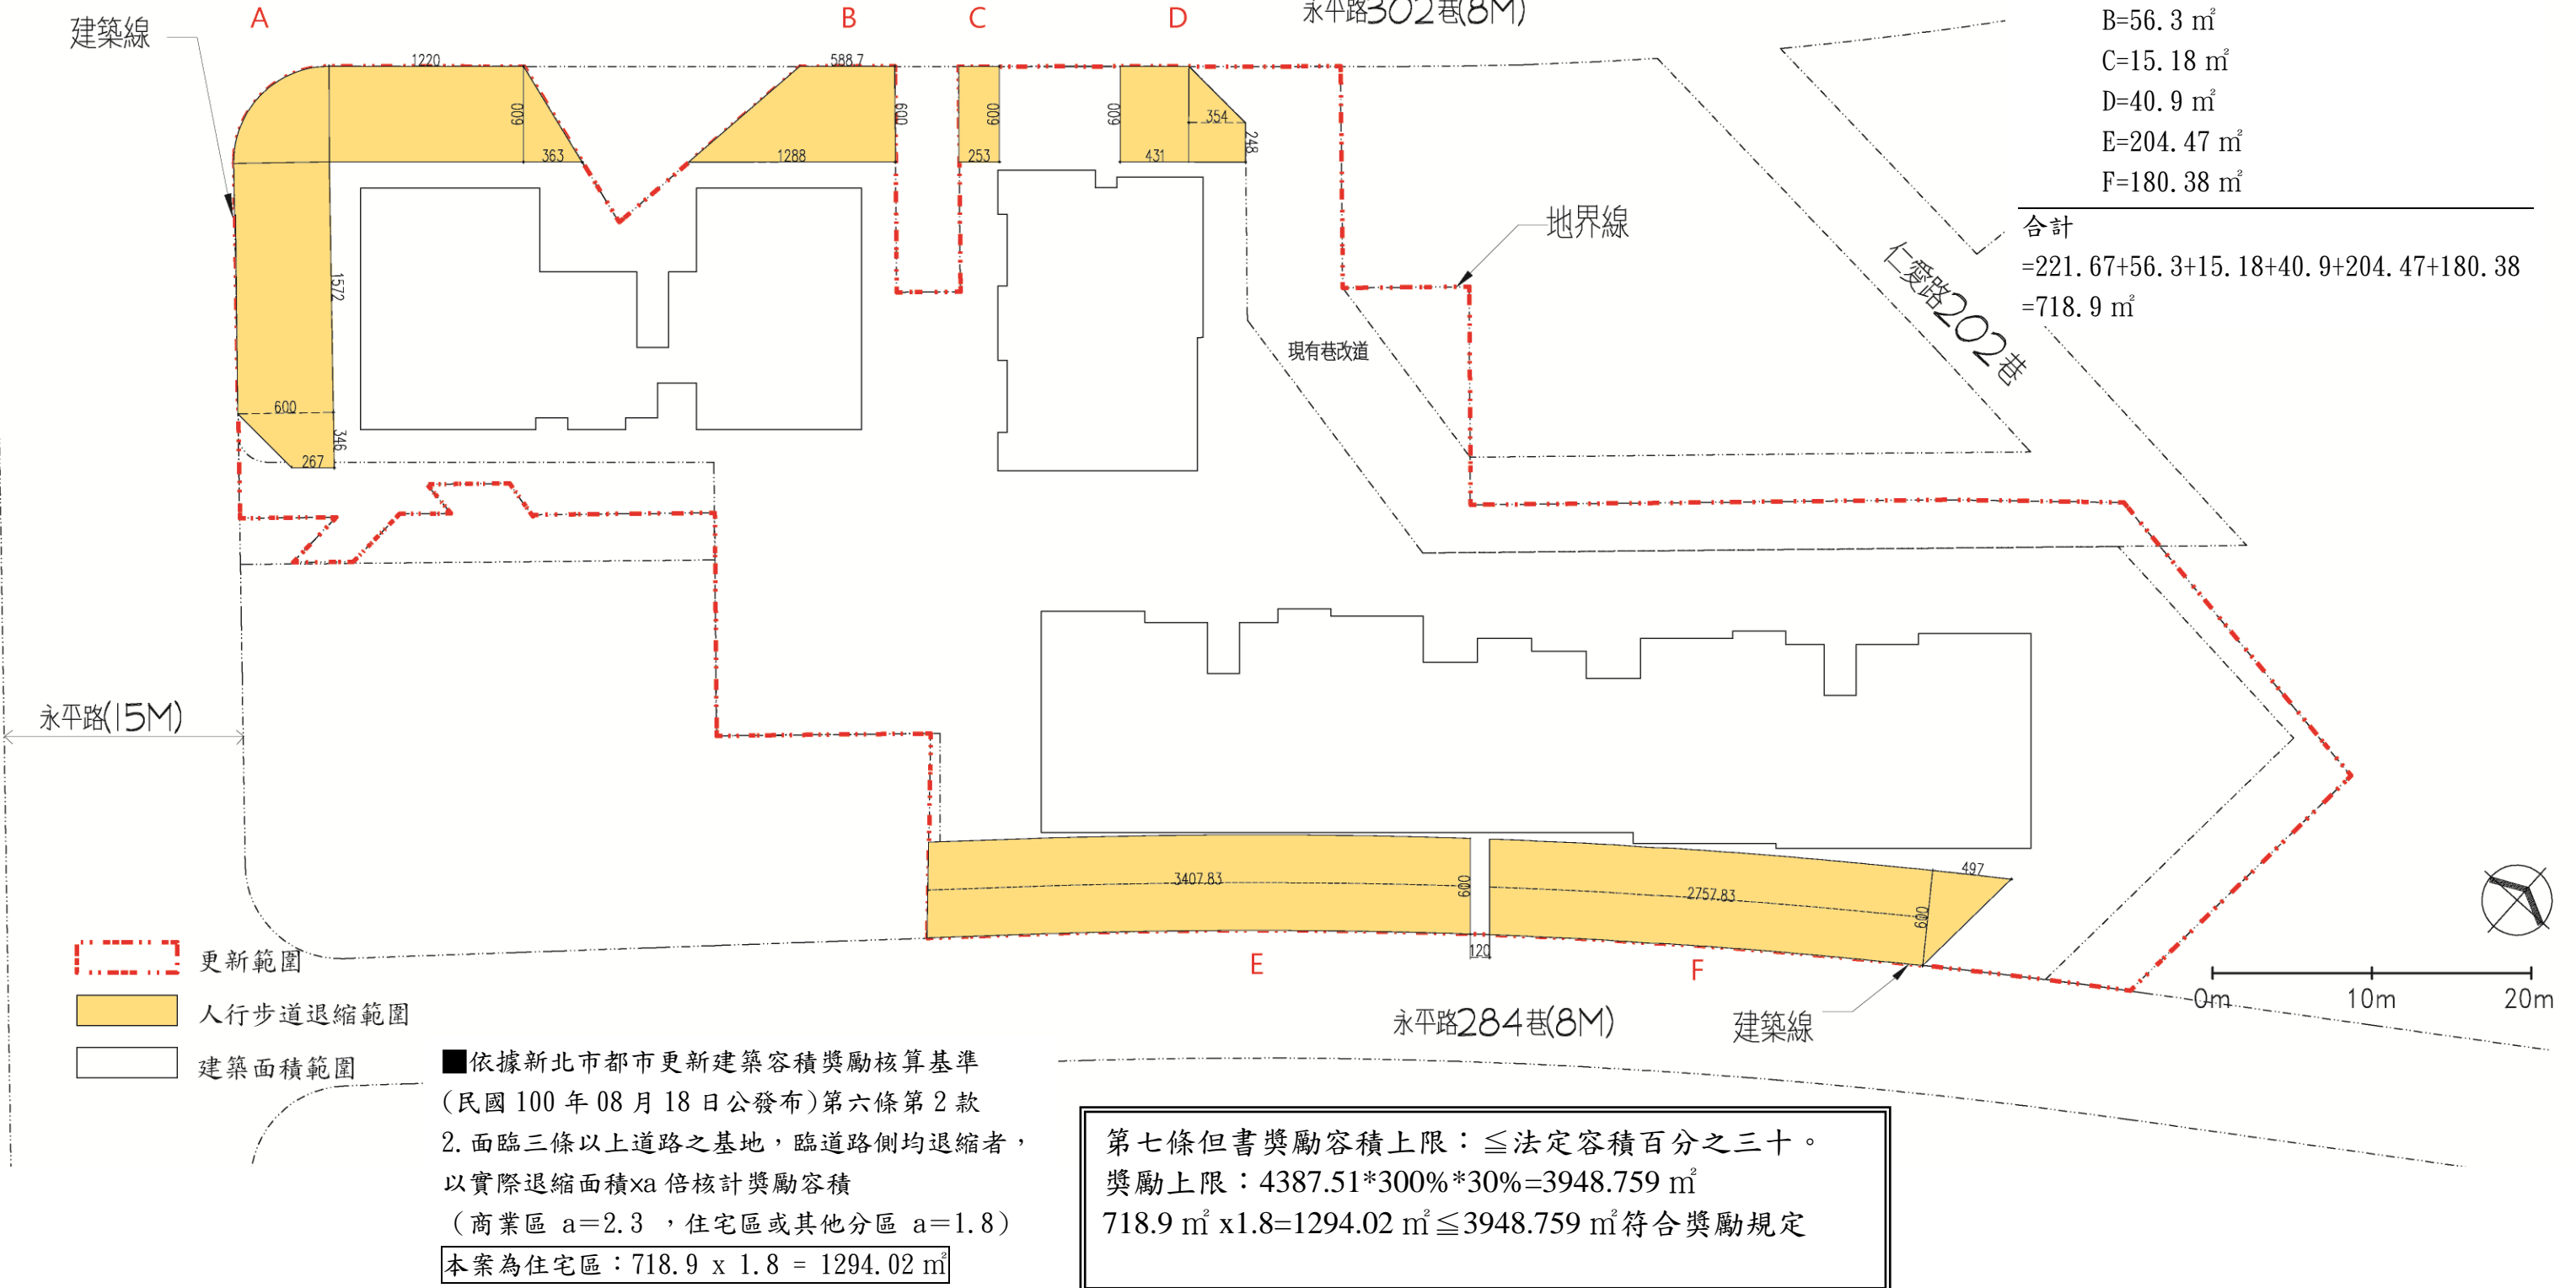 A
B
C
D
永平路302巷(8M)
建築線
B=56.3 ㎡
C=15.18 ㎡
D=40.9 ㎡
E=204.47 ㎡
F=180.38 ㎡
合計
=221.67+56.3+15.18+40.9+204.47+180.38
=718.9 ㎡
1220
588.7
600
600
600
600
363
1288
253
431
354
248
地界線
仁愛路202巷
現有巷改道
1572
600
346
267
永平路(15M)
3407.83
600
2757.83
497
600
120
E
F
永平路284巷(8M)
建築線
0m
10m
20m
更新範圍
人行步道退縮範圍
建築面積範圍
■依據新北市都市更新建築容積獎勵核算基準
(民國 100 年 08 月 18 日公發布)第六條第 2 款
2. 面臨三條以上道路之基地，臨道路側均退縮者，
以實際退縮面積×a 倍核計獎勵容積
（商業區 a＝2.3 ，住宅區或其他分區 a＝1.8）
本案為住宅區：718.9 x 1.8 = 1294.02 ㎡
第七條但書獎勵容積上限：≦法定容積百分之三十。
獎勵上限：4387.51*300%*30%=3948.759 ㎡
718.9 ㎡ x1.8=1294.02 ㎡≦3948.759 ㎡符合獎勵規定